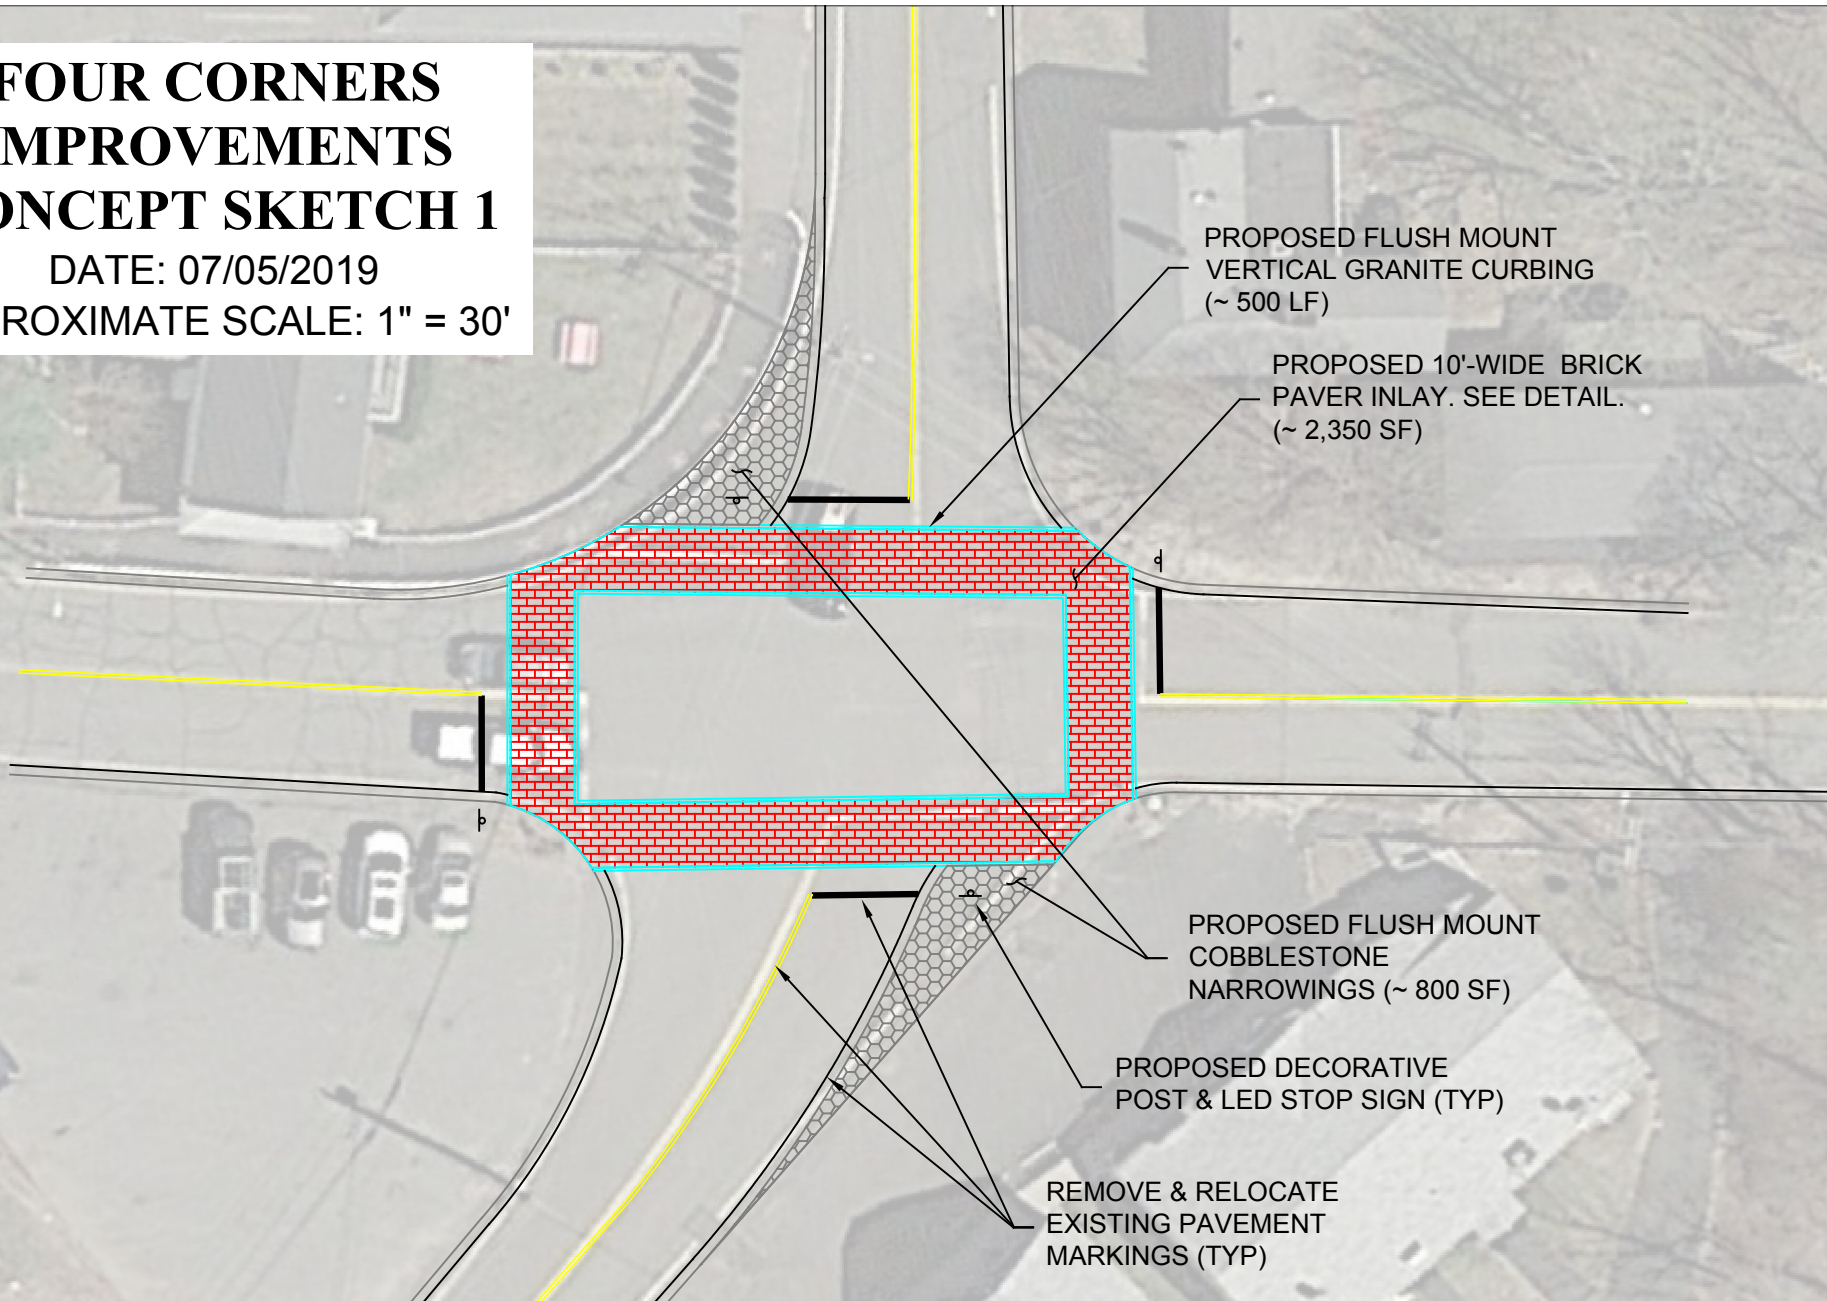 FOUR CORNERS
MPROVEMENTS
ONCEPT SKETCH 1
DATE: 07/05/2019
ROXIMATE SCALE: 1" = 30'
PROPOSED FLUSH MOUNT
VERTICAL GRANITE CURBING
(~ 500 LF)
PROPOSED 10'-WIDE BRICK
PAVER INLAY. SEE DETAIL.
(~ 2,350 SF)
PROPOSED FLUSH MOUNT
COBBLESTONE
NARROWINGS (~ 800 SF)
PROPOSED DECORATIVE
POST & LED STOP SIGN (TYP)
REMOVE & RELOCATE
EXISTING PAVEMENT
MARKINGS (TYP)